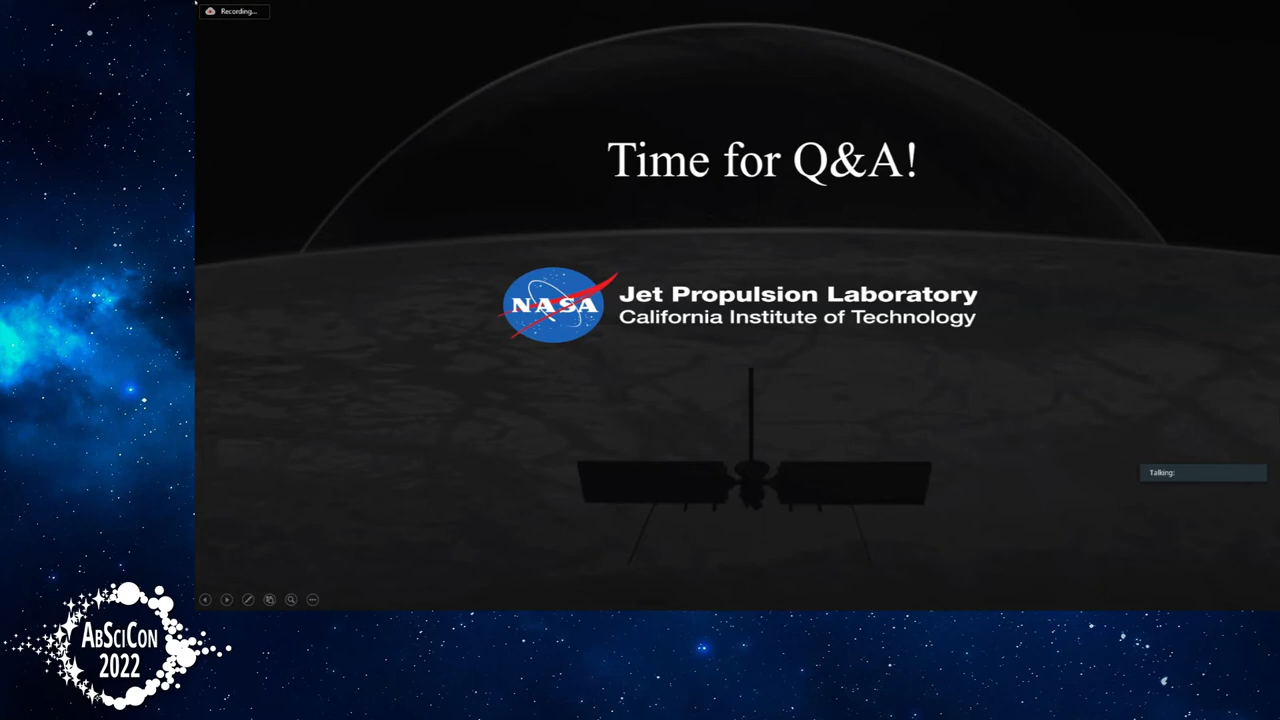 Recording...
Time for Q&A!
NASA
Jet Propulsion Laboratory
California Institute of Technology
Talking:
AbSciCon
2022